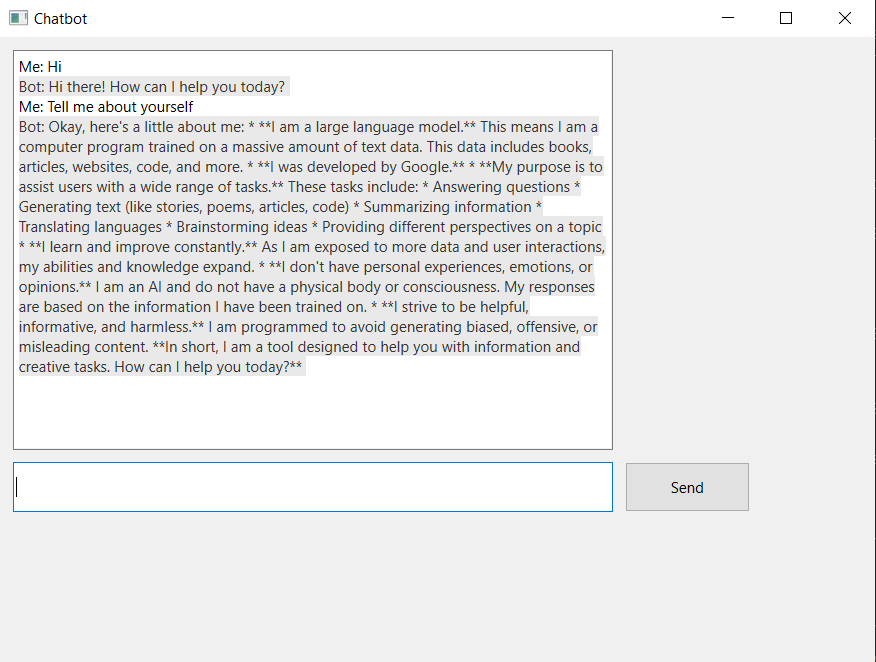 Chatbot
Me: Hi
Bot: Hi there! How can I help you today?
Me: Tell me about yourself
Bot: Okay, here's a little about me: * **I am a large language model.** This means I am a
computer program trained on a massive amount of text data. This data includes books,
articles, websites, code, and more. * **I was developed by Google.** * **My purpose is to
assist users with a wide range of tasks.** These tasks include: * Answering questions *
Generating text (like stories, poems, articles, code) * Summarizing information *
Translating languages * Brainstorming ideas * Providing different perspectives on a topic
* **I learn and improve constantly.** As I am exposed to more data and user interactions,
my abilities and knowledge expand. * **I don't have personal experiences, emotions, or
opinions.** I am an AI and do not have a physical body or consciousness. My responses
are based on the information I have been trained on. * **I strive to be helpful,
informative, and harmless.** I am programmed to avoid generating biased, offensive, or
misleading content. **In short, I am a tool designed to help you with information and
creative tasks. How can I help you today?**
Send